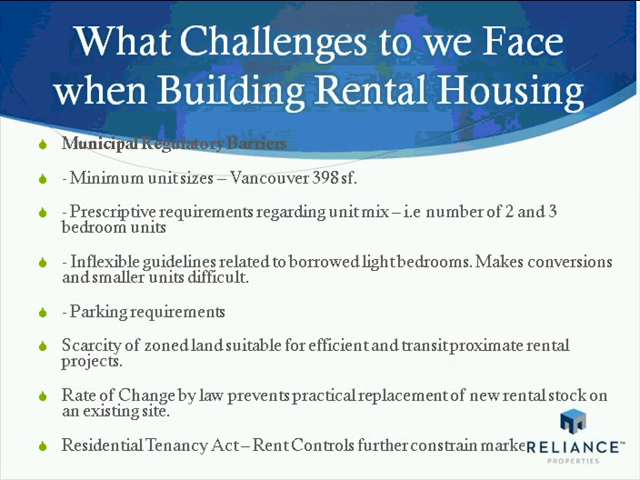 What Challenges to we Face
when Building Rental Housing
Municipal Regulatory Barriers
- Minimum unit sizes – Vancouver 398 sf.
- Prescriptive requirements regarding unit mix – i.e number of 2 and 3
bedroom units
- Inflexible guidelines related to borrowed light bedrooms. Makes conversions
and smaller units difficult.
- Parking requirements
Scarcity of zoned land suitable for efficient and transit proximate rental
projects.
Rate of Change by law prevents practical replacement of new rental stock on
an existing site.
Residential Tenancy Act – Rent Controls further constrain marke
RELIANCE™
PROPERTIES